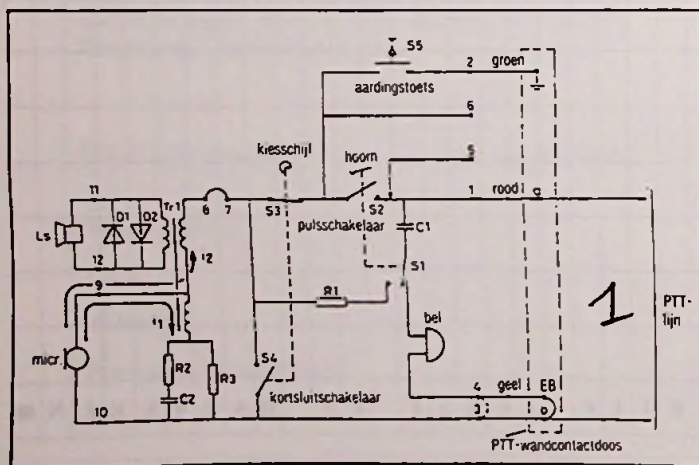 S5
2 groen
aardingstoets
6
kiesschijf
hoorn
5
11
D1 D2
Tr1
8 7
S3
S2
1 rood a
pulsschakelaar
C1
Ls
12
i2
9
S1
R1
1
PTT-
lijn
bel
i1
micr.
R2
R3
S4
C2
kortsluitschakelaar
4 geel EB
3
b
10
PTT-wandcontactdoos